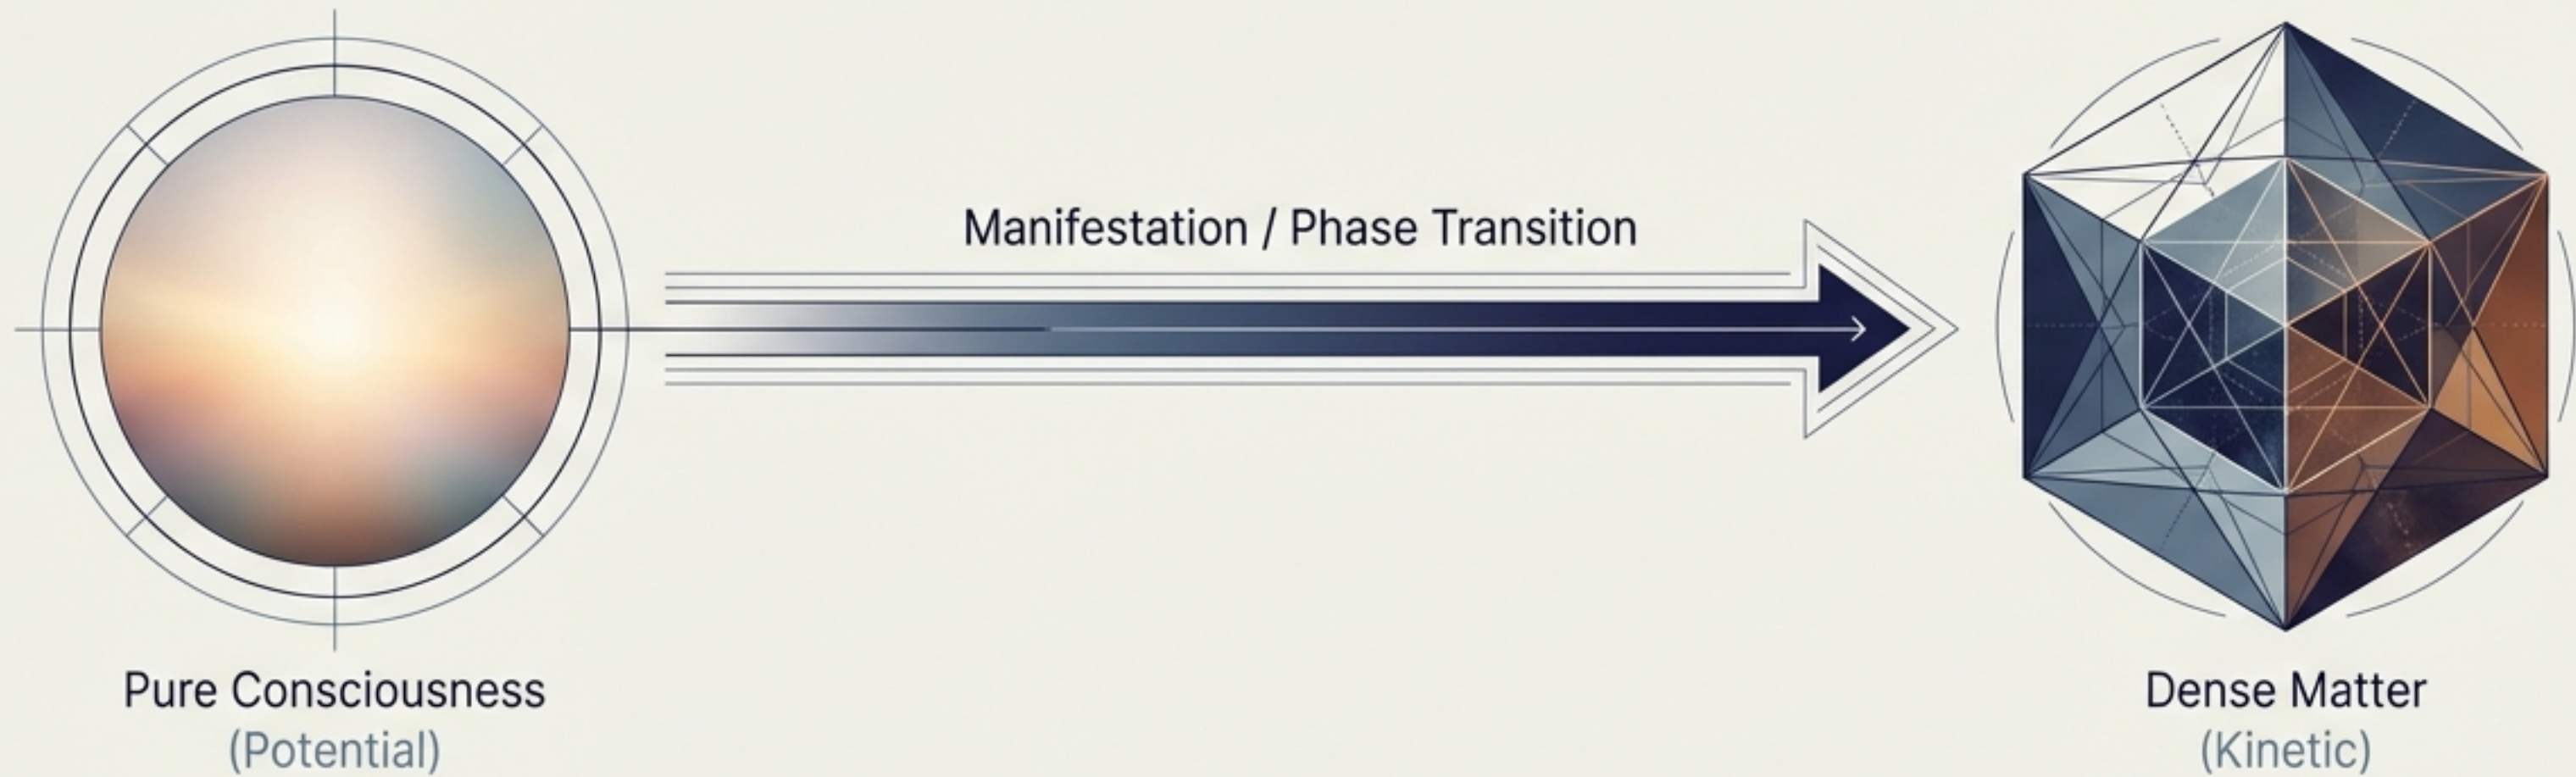 Manifestation / Phase Transition
Pure Consciousness
(Potential)
Dense Matter
(Kinetic)